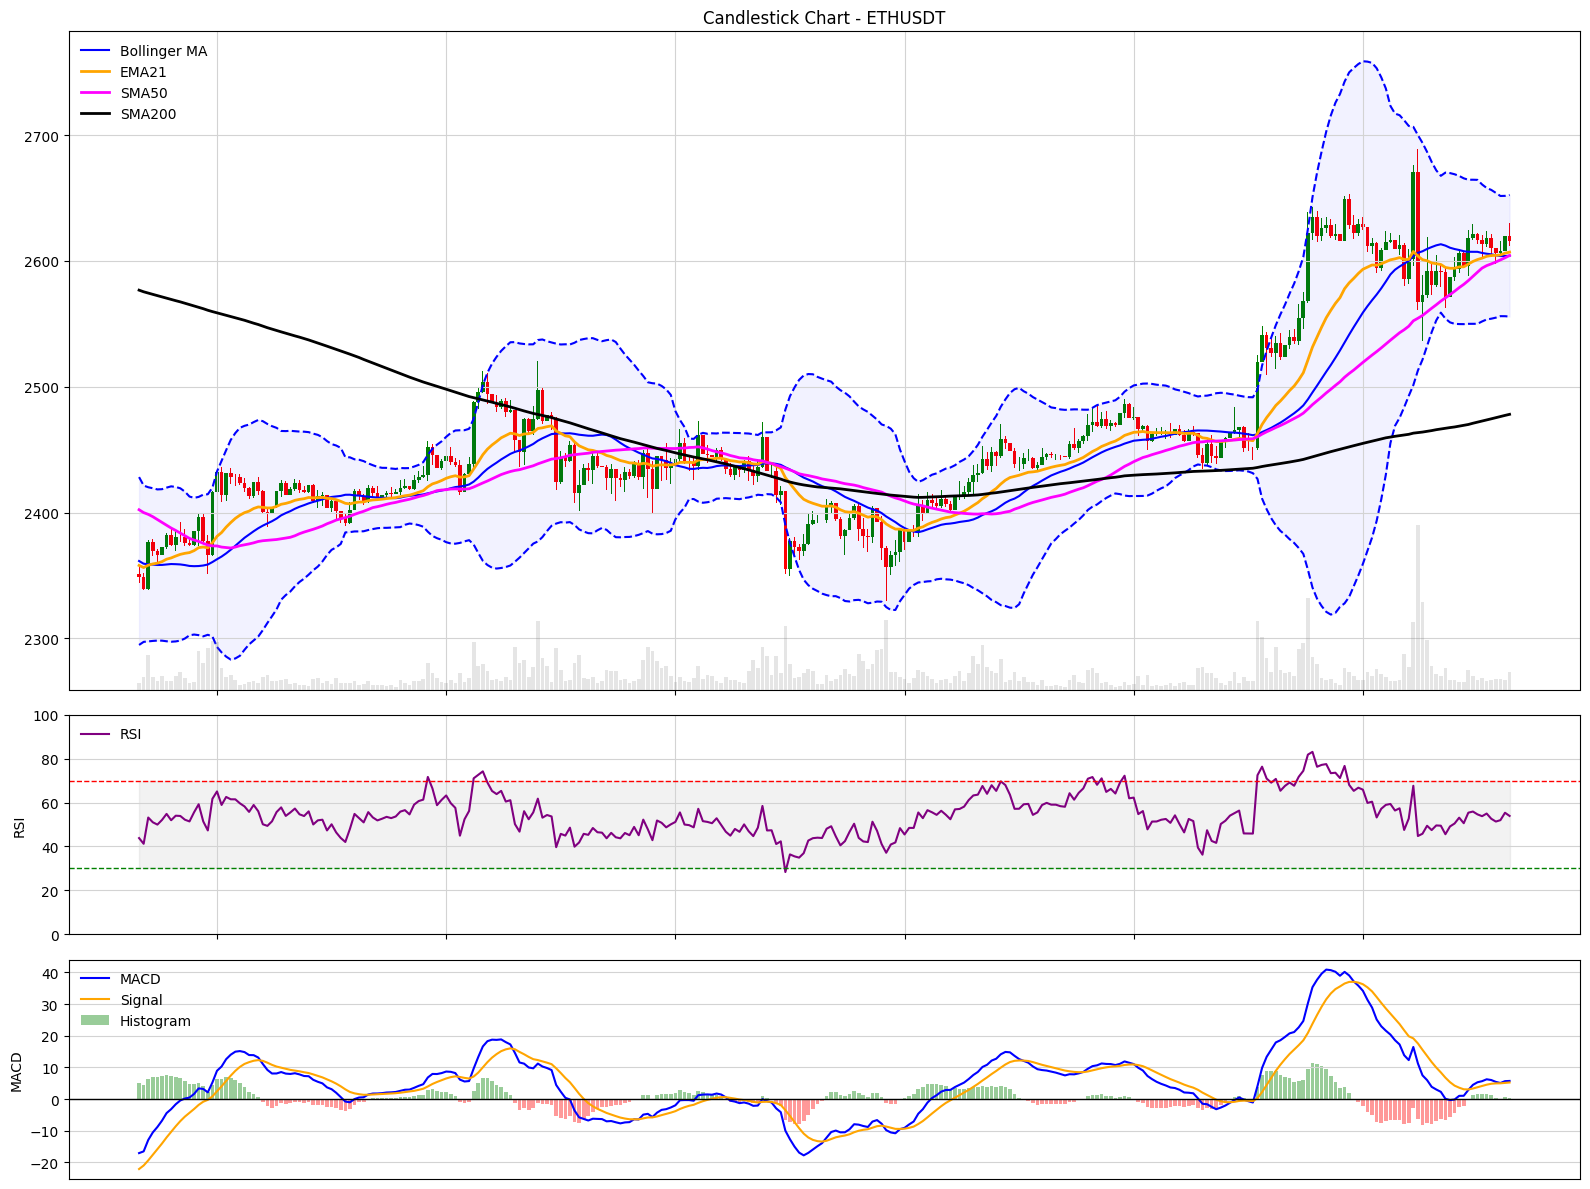 Candlestick Chart - ETHUSDT
Bollinger MA
EMA21
SMA50
SMA200
2700
2600
2500
2400
2300
100
80
60
40
20
0
RSI
RSI
40
30
20
10
0
−10
−20
MACD
MACD
Signal
Histogram